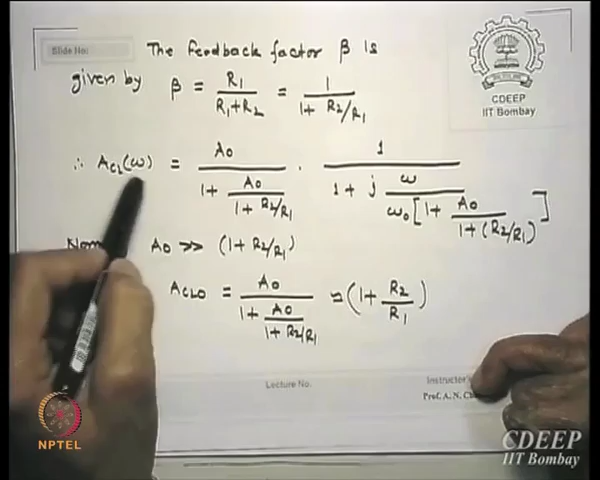 Slide No:
The feedback factor β is
given by β = R1/(R1+R2) = 1/(1+ R2/R1)
∴ ACL(ω) = A0/(1 + A0/(1+R2/R1)) · 1/(1 + j ω/(ω0[1+ A0/(1+(R2/R1))]))
A0 >> (1+R2/R1)
ACL0 = A0/(1+ A0/(1+R2/R1)) ≃ (1+ R2/R1)
Lecture No.
Instructor's
Prof. A. N.
CDEEP
IIT Bombay
NPTEL
CDEEP
IIT Bombay